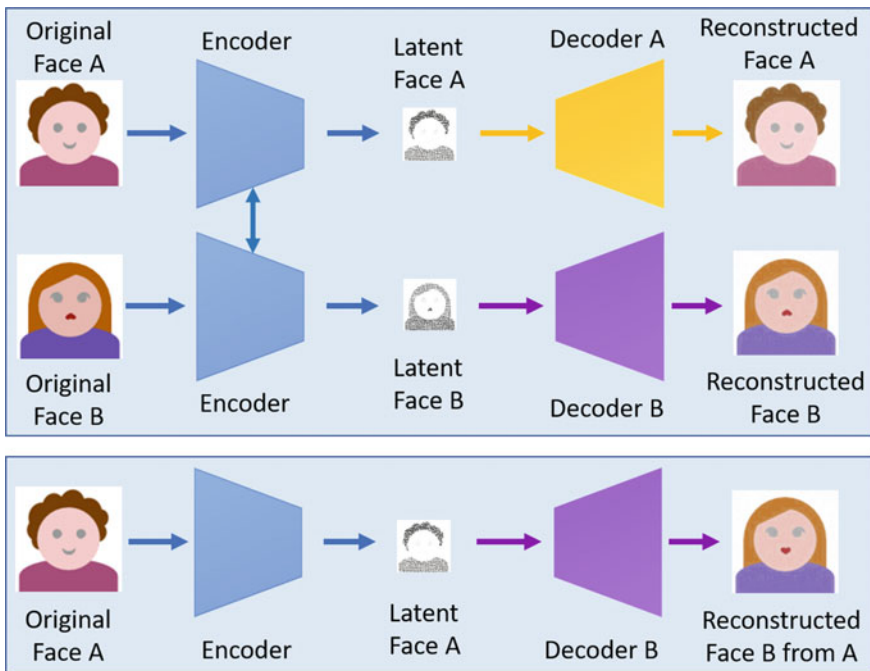 Original
Face A
Encoder
Latent
Face A
Decoder A
Reconstructed
Face A
Original
Face B
Encoder
Latent
Face B
Decoder B
Reconstructed
Face B
Original
Face A
Encoder
Latent
Face A
Decoder B
Reconstructed
Face B from A